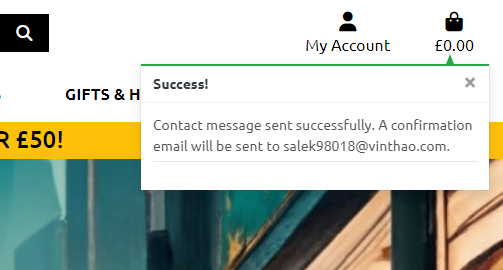 My Account
£0.00
GIFTS & H
R £50!
Success!
×
Contact message sent successfully. A confirmation
email will be sent to salek98018@vinthao.com.